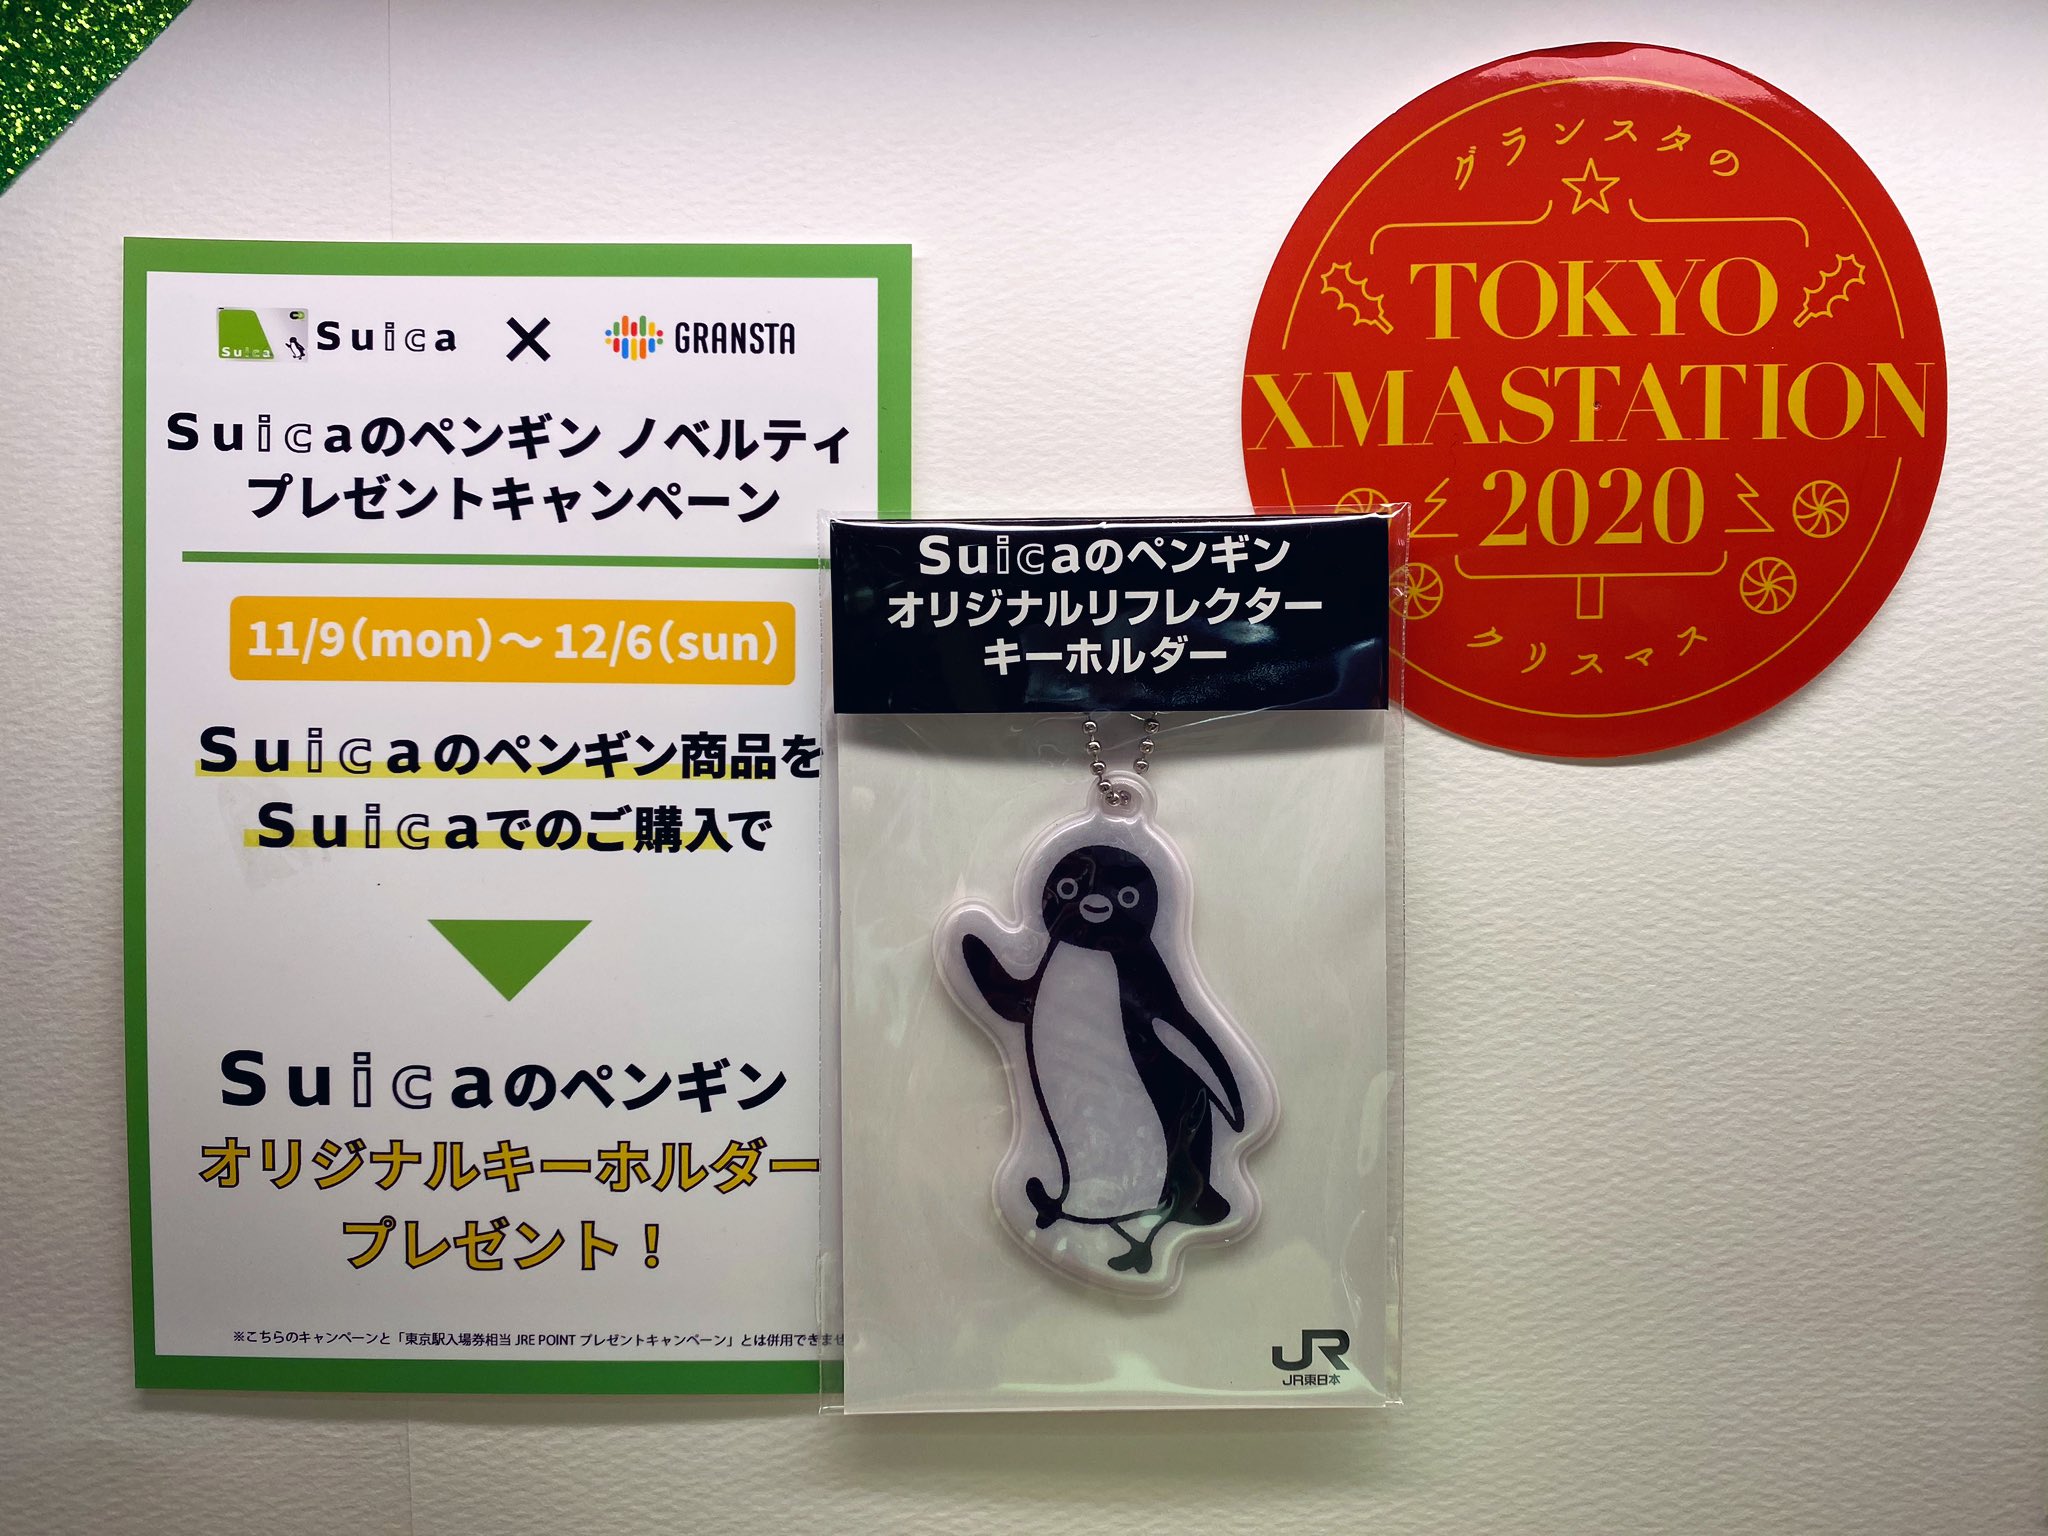 Suica
Suica × GRANSTA
Suicaのペンギン ノベルティ
プレゼントキャンペーン
11/9(mon)～12/6(sun)
Suicaのペンギン商品を
Suicaでのご購入で
Suicaのペンギン
オリジナルキーホルダー
プレゼント！
※こちらのキャンペーンと「東京駅入場券相当 JRE POINT プレゼントキャンペーン」とは併用できませ
Suicaのペンギン
オリジナルリフレクター
キーホルダー
JR
JR東日本
グランスタの
TOKYO
XMASTATION
2020
クリスマス